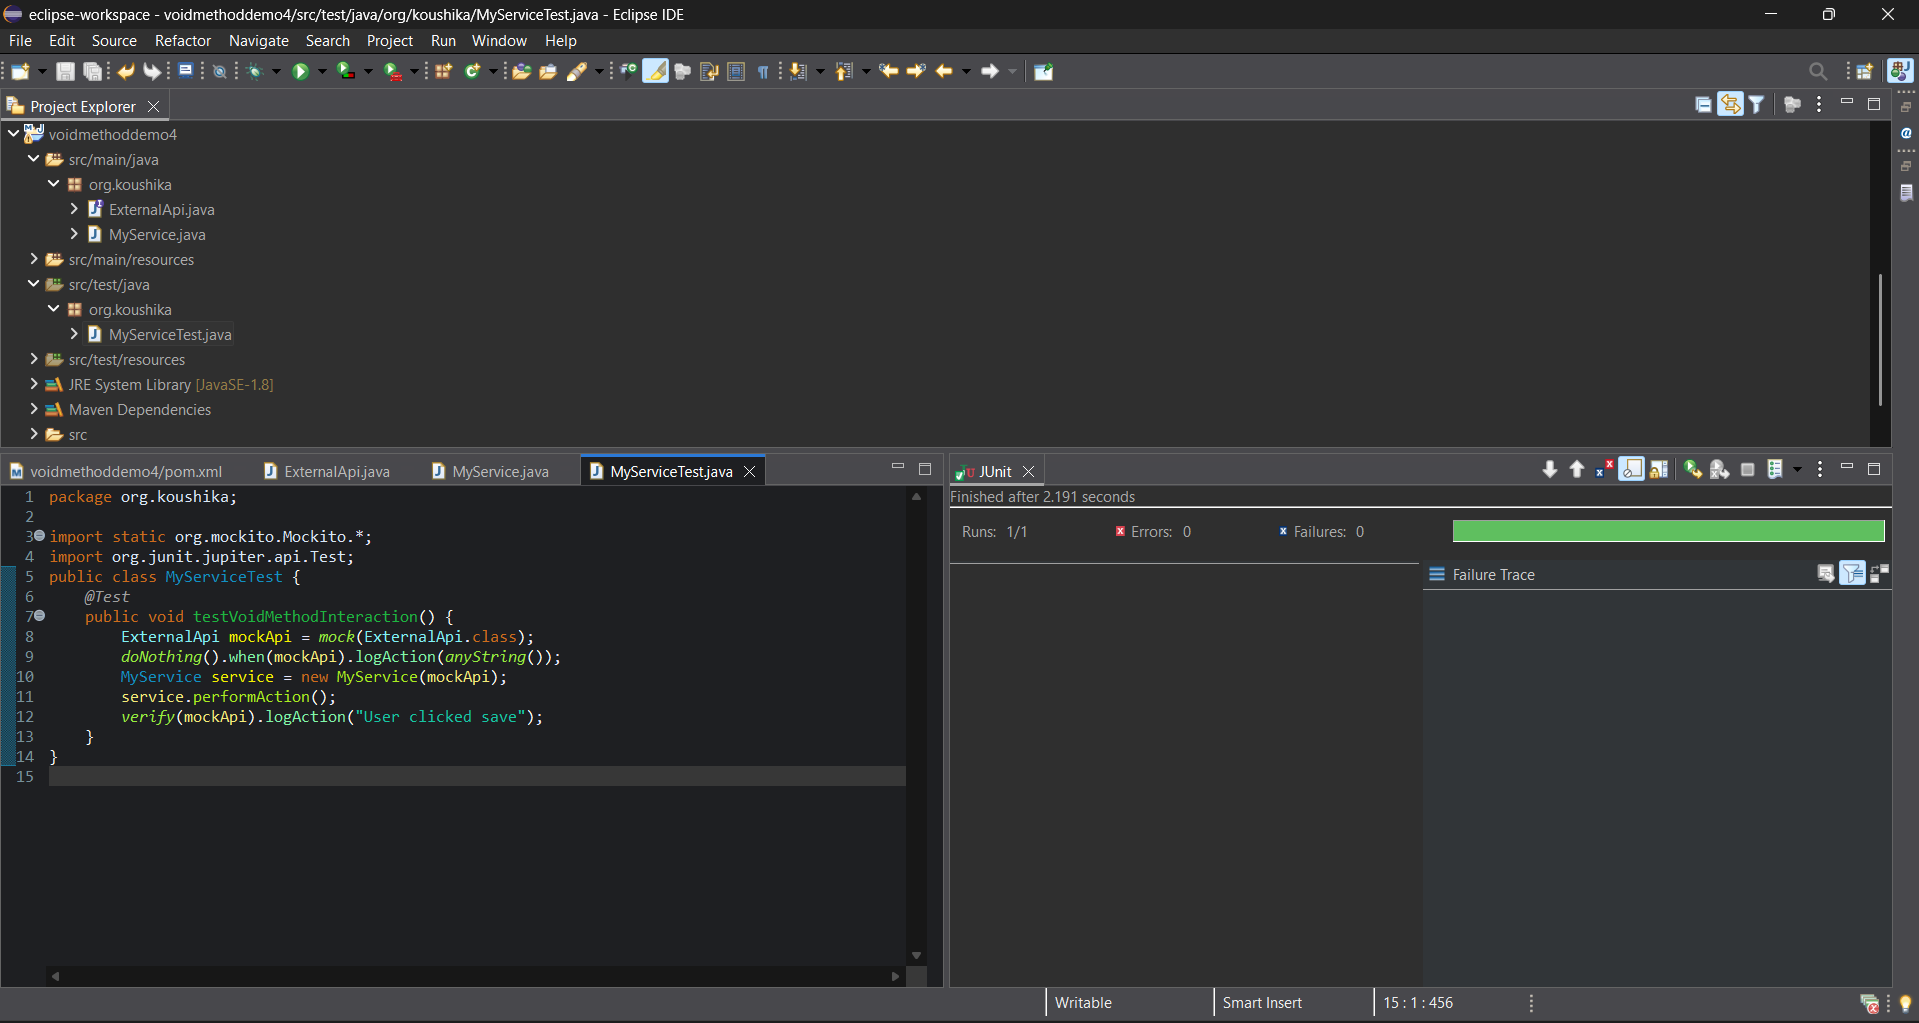 eclipse-workspace - voidmethoddemo4/src/test/java/org/koushika/MyServiceTest.java - Eclipse IDE
File Edit Source Refactor Navigate Search Project Run Window Help
Project Explorer
voidmethoddemo4
src/main/java
org.koushika
ExternalApi.java
MyService.java
src/main/resources
src/test/java
org.koushika
MyServiceTest.java
src/test/resources
JRE System Library [JavaSE-1.8]
Maven Dependencies
src
voidmethoddemo4/pom.xml ExternalApi.java MyService.java MyServiceTest.java
1 package org.koushika;
2
3 import static org.mockito.Mockito.*;
4 import org.junit.jupiter.api.Test;
5 public class MyServiceTest {
6     @Test
7     public void testVoidMethodInteraction() {
8         ExternalApi mockApi = mock(ExternalApi.class);
9         doNothing().when(mockApi).logAction(anyString());
10         MyService service = new MyService(mockApi);
11         service.performAction();
12         verify(mockApi).logAction("User clicked save");
13     }
14 }
15
JUnit
Finished after 2.191 seconds
Runs: 1/1 Errors: 0 Failures: 0
Failure Trace
Writable Smart Insert 15 : 1 : 456